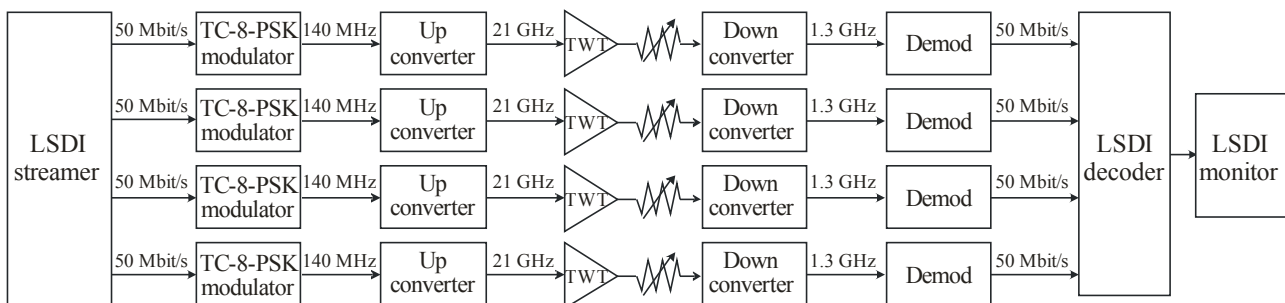 50 Mbit/s
TC-8-PSK
modulator
140 MHz
Up
converter
21 GHz
TWT
Down
converter
1.3 GHz
Demod
50 Mbit/s
50 Mbit/s
TC-8-PSK
modulator
140 MHz
Up
converter
21 GHz
TWT
Down
converter
1.3 GHz
Demod
50 Mbit/s
LSDI
streamer
LSDI
decoder
LSDI
monitor
50 Mbit/s
TC-8-PSK
modulator
140 MHz
Up
converter
21 GHz
TWT
Down
converter
1.3 GHz
Demod
50 Mbit/s
50 Mbit/s
TC-8-PSK
modulator
140 MHz
Up
converter
21 GHz
TWT
Down
converter
1.3 GHz
Demod
50 Mbit/s